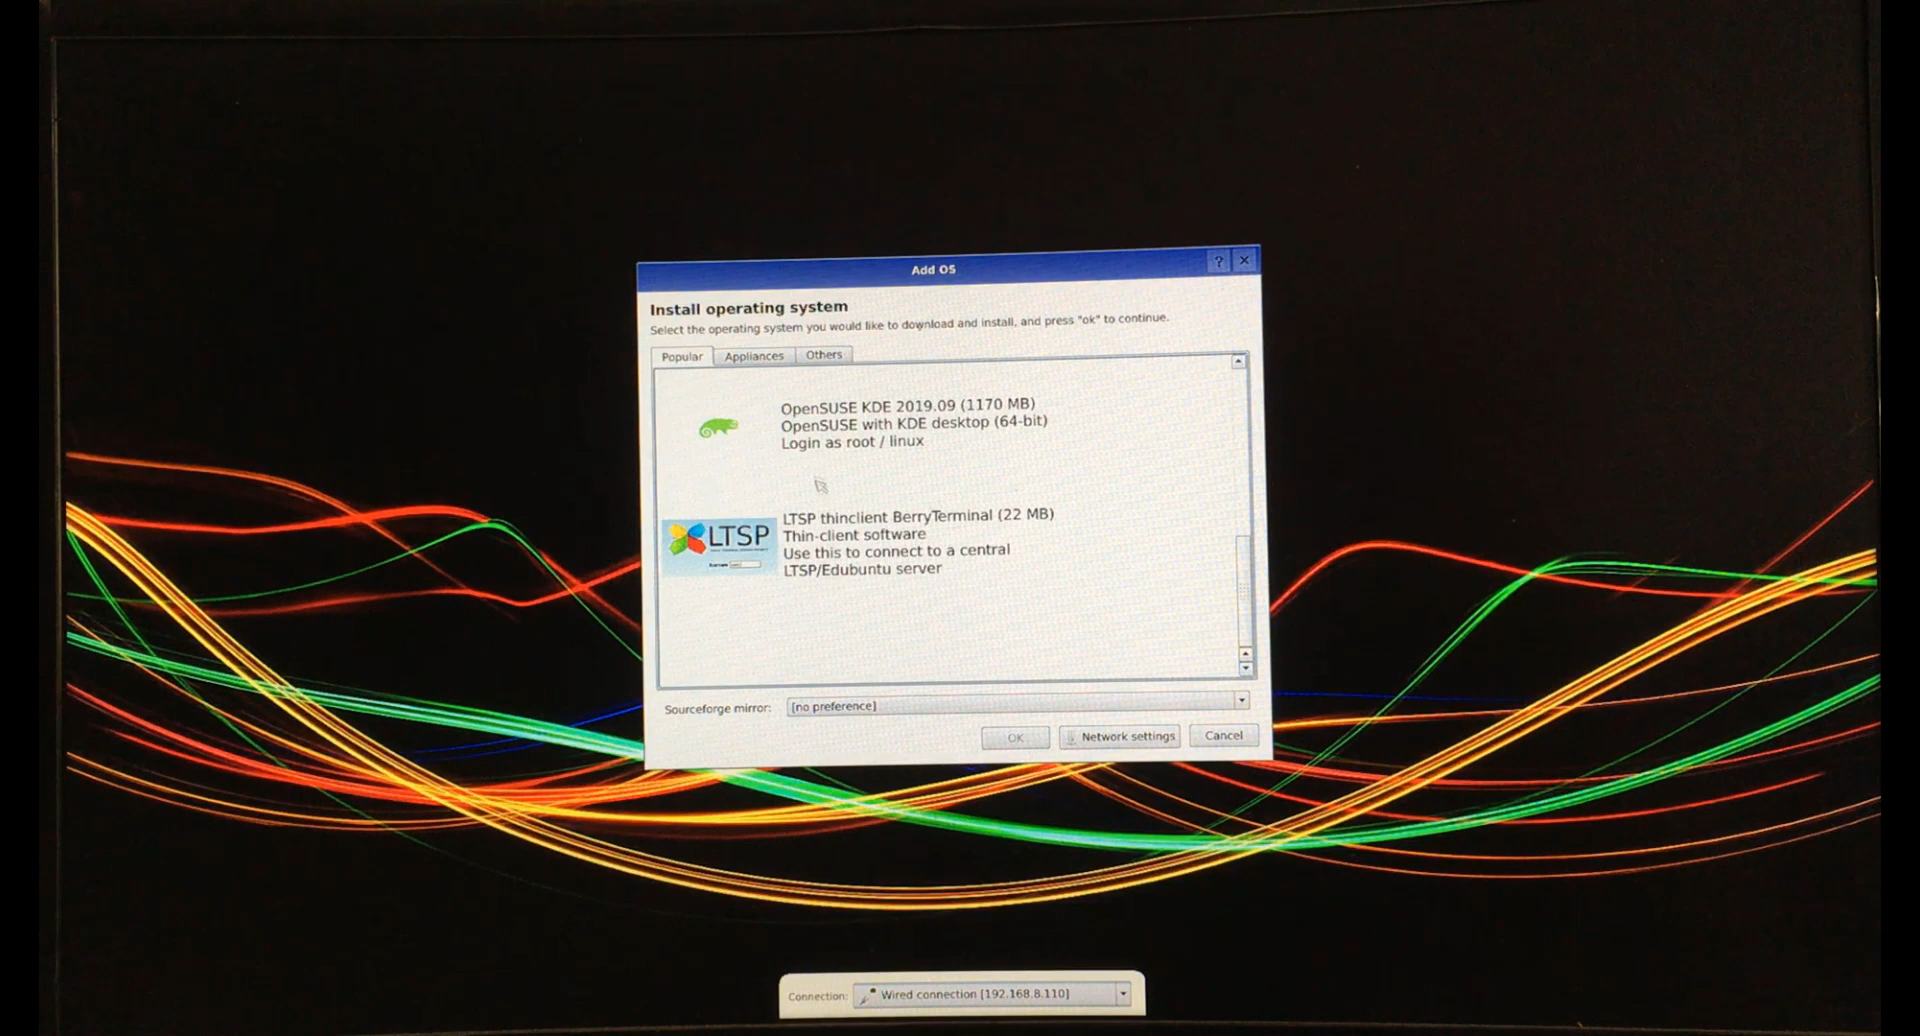 Add OS
Install operating system
Select the operating system you would like to download and install, and press "ok" to continue.
Popular
Appliances
Others
OpenSUSE KDE 2019.09 (1170 MB)
OpenSUSE with KDE desktop (64-bit)
Login as root / linux
LTSP
LTSP thinclient BerryTerminal (22 MB)
Thin-client software
Use this to connect to a central
LTSP/Edubuntu server
Sourceforge mirror:
[no preference]
OK
Network settings
Cancel
Connection:
Wired connection [192.168.8.110]